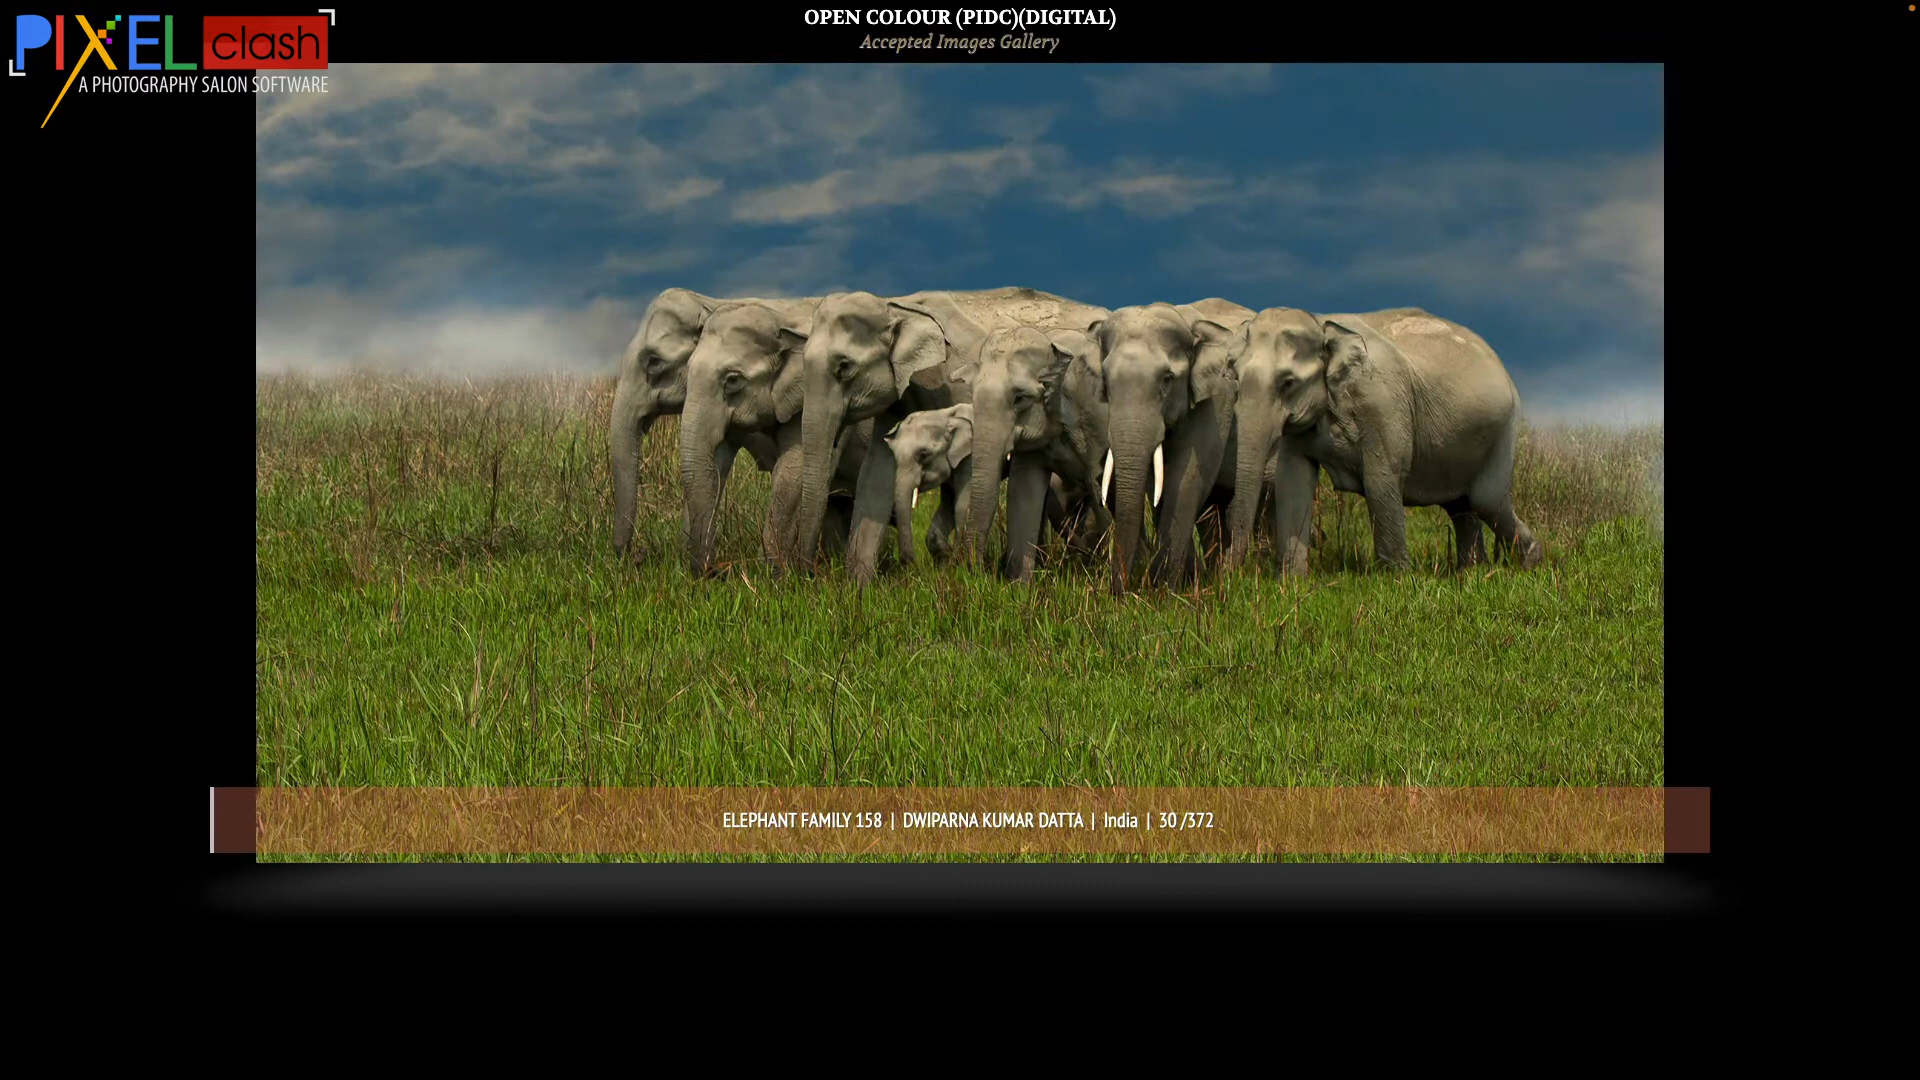 PIXEL clash
A PHOTOGRAPHY SALON SOFTWARE
OPEN COLOUR (PIDC)(DIGITAL)
Accepted Images Gallery
ELEPHANT FAMILY 158 | DWIPARNA KUMAR DATTA | India | 30 /372